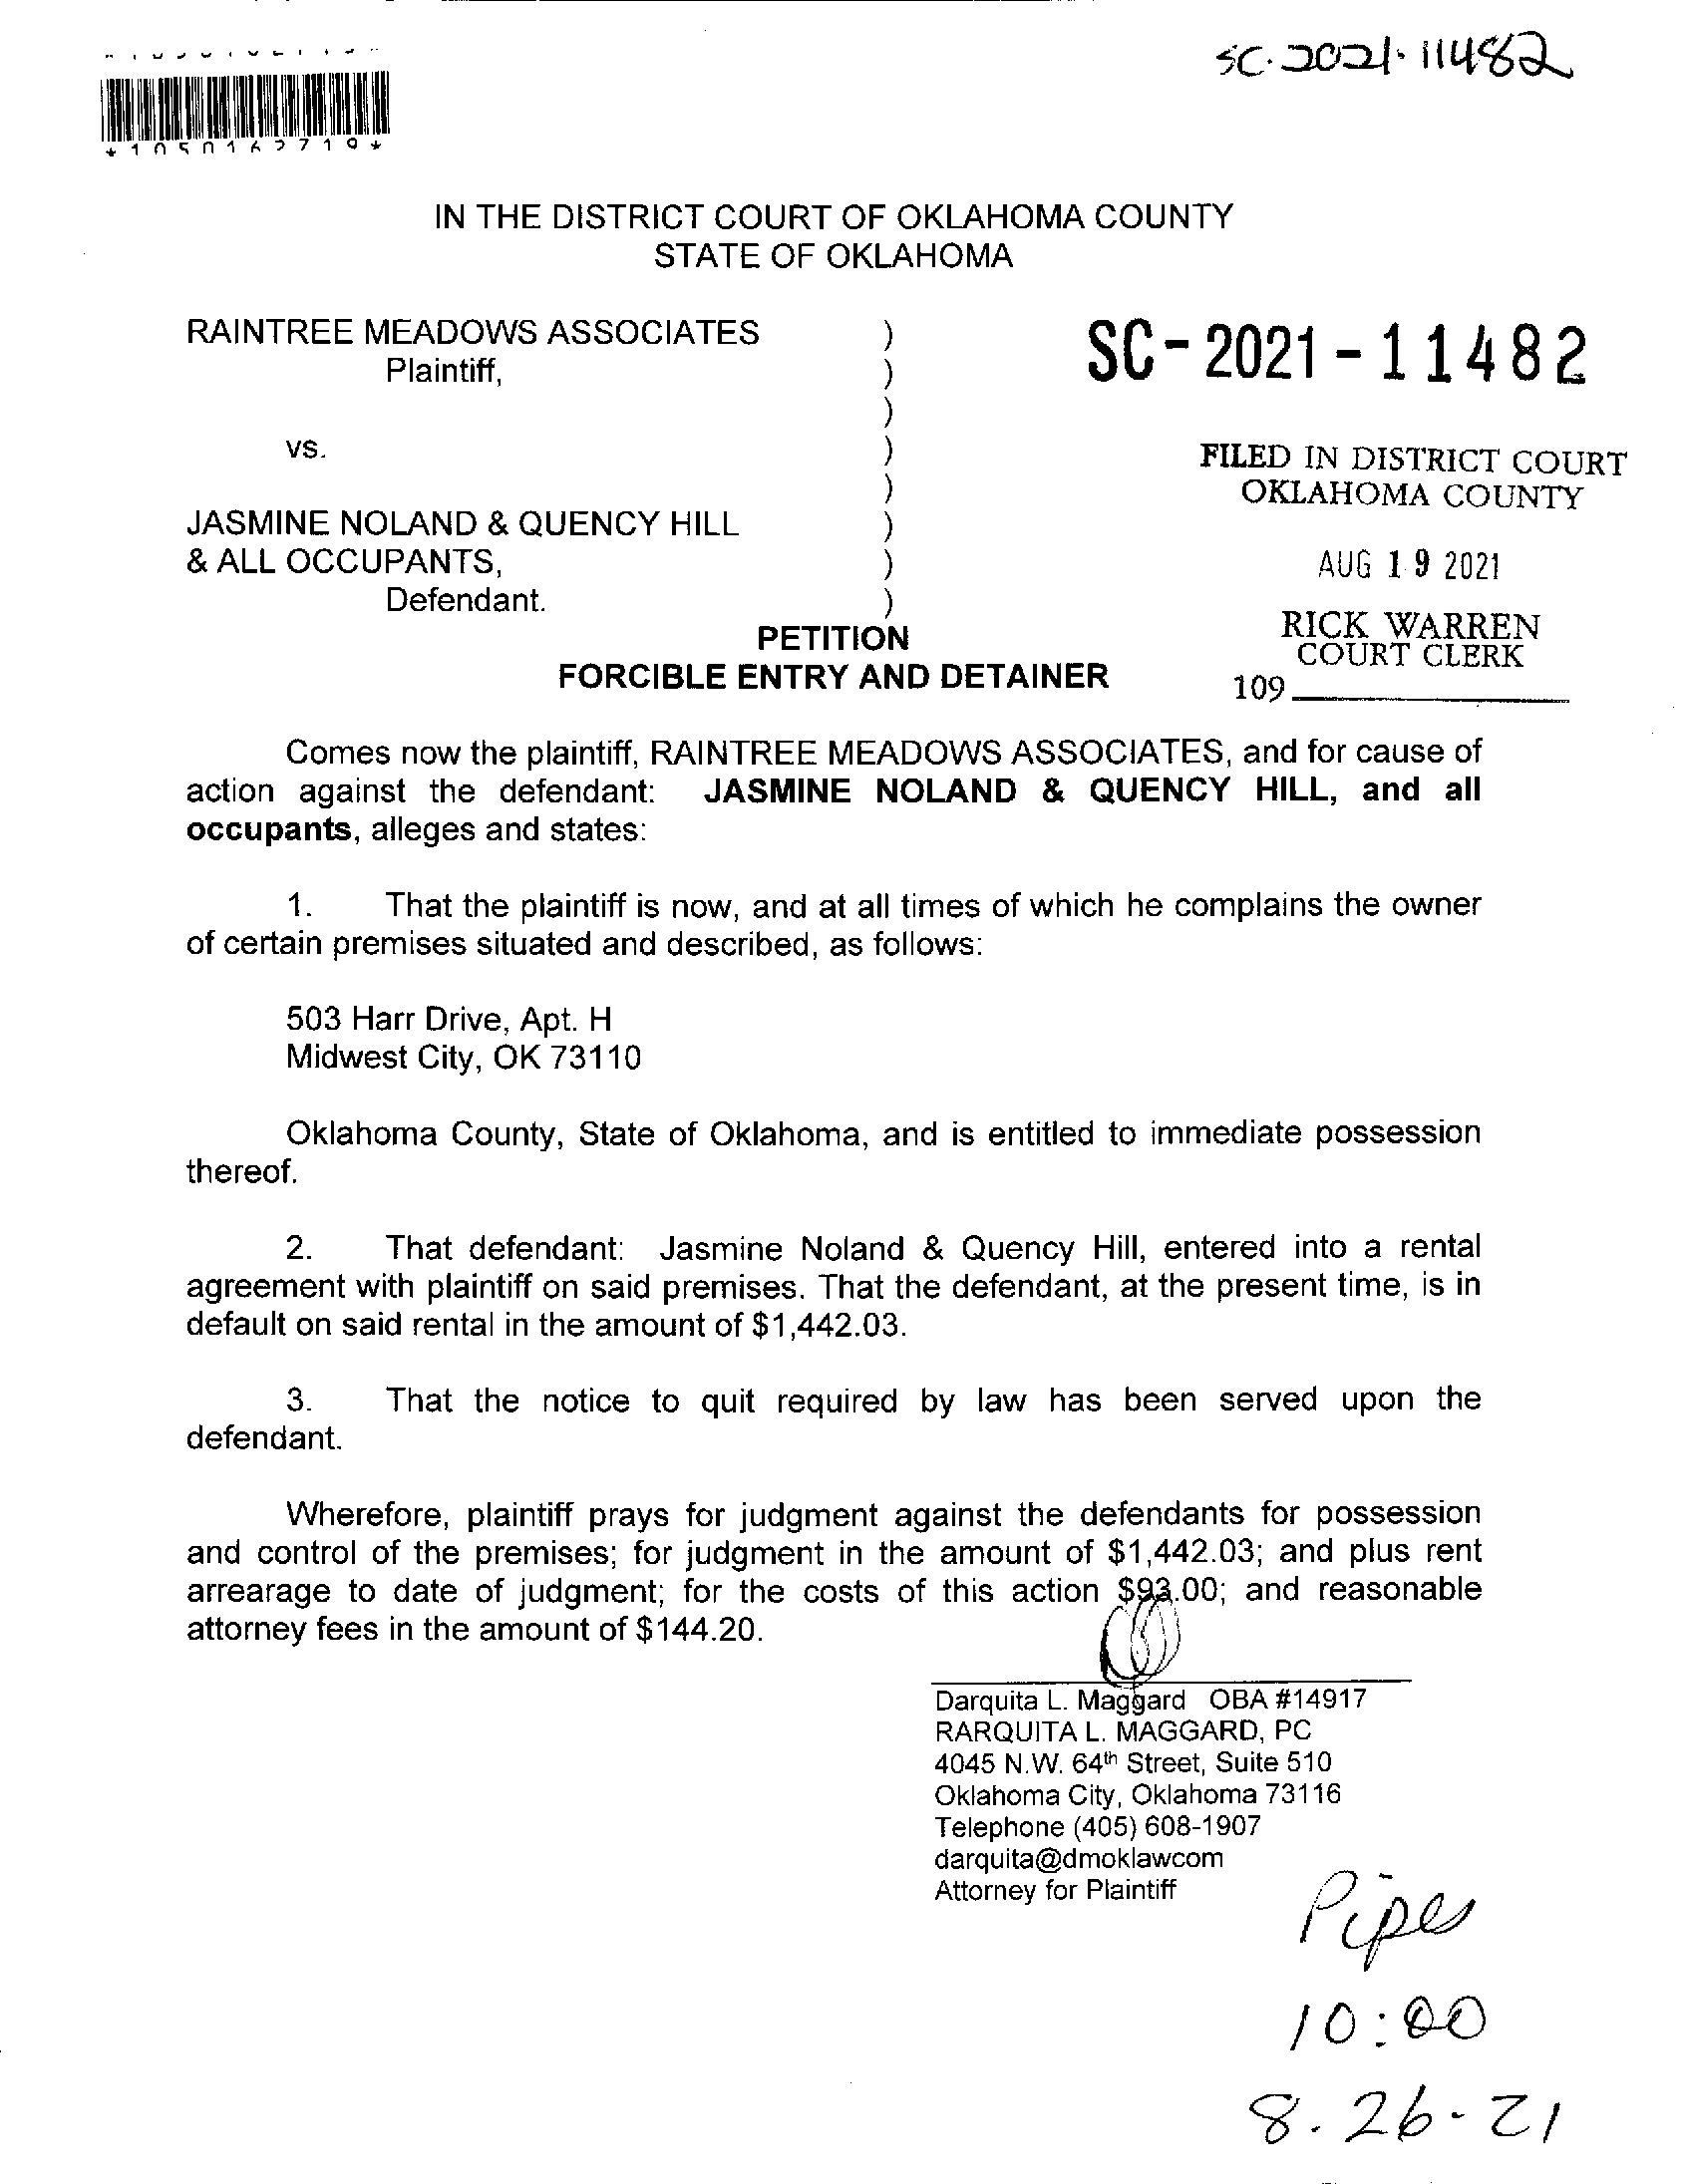 SC-2021-11482
IN THE DISTRICT COURT OF OKLAHOMA COUNTY
STATE OF OKLAHOMA
RAINTREE MEADOWS ASSOCIATES )
Plaintiff, )
)
vs. )
)
JASMINE NOLAND & QUENCY HILL )
& ALL OCCUPANTS, )
Defendant. )
SC-2021-11482
FILED IN DISTRICT COURT
OKLAHOMA COUNTY
AUG 19 2021
RICK WARREN
COURT CLERK
109
PETITION
FORCIBLE ENTRY AND DETAINER
Comes now the plaintiff, RAINTREE MEADOWS ASSOCIATES, and for cause of
action against the defendant: JASMINE NOLAND & QUENCY HILL, and all
occupants, alleges and states:
1. That the plaintiff is now, and at all times of which he complains the owner
of certain premises situated and described, as follows:
503 Harr Drive, Apt. H
Midwest City, OK 73110
Oklahoma County, State of Oklahoma, and is entitled to immediate possession
thereof.
2. That defendant: Jasmine Noland & Quency Hill, entered into a rental
agreement with plaintiff on said premises. That the defendant, at the present time, is in
default on said rental in the amount of $1,442.03.
3. That the notice to quit required by law has been served upon the
defendant.
Wherefore, plaintiff prays for judgment against the defendants for possession
and control of the premises; for judgment in the amount of $1,442.03; and plus rent
arrearage to date of judgment; for the costs of this action $93.00; and reasonable
attorney fees in the amount of $144.20.
Darquita L. Maggard OBA #14917
RARQUITA L. MAGGARD, PC
4045 N.W. 64th Street, Suite 510
Oklahoma City, Oklahoma 73116
Telephone (405) 608-1907
darquita@dmoklawcom
Attorney for Plaintiff
Pipes
10:00
8-26-21